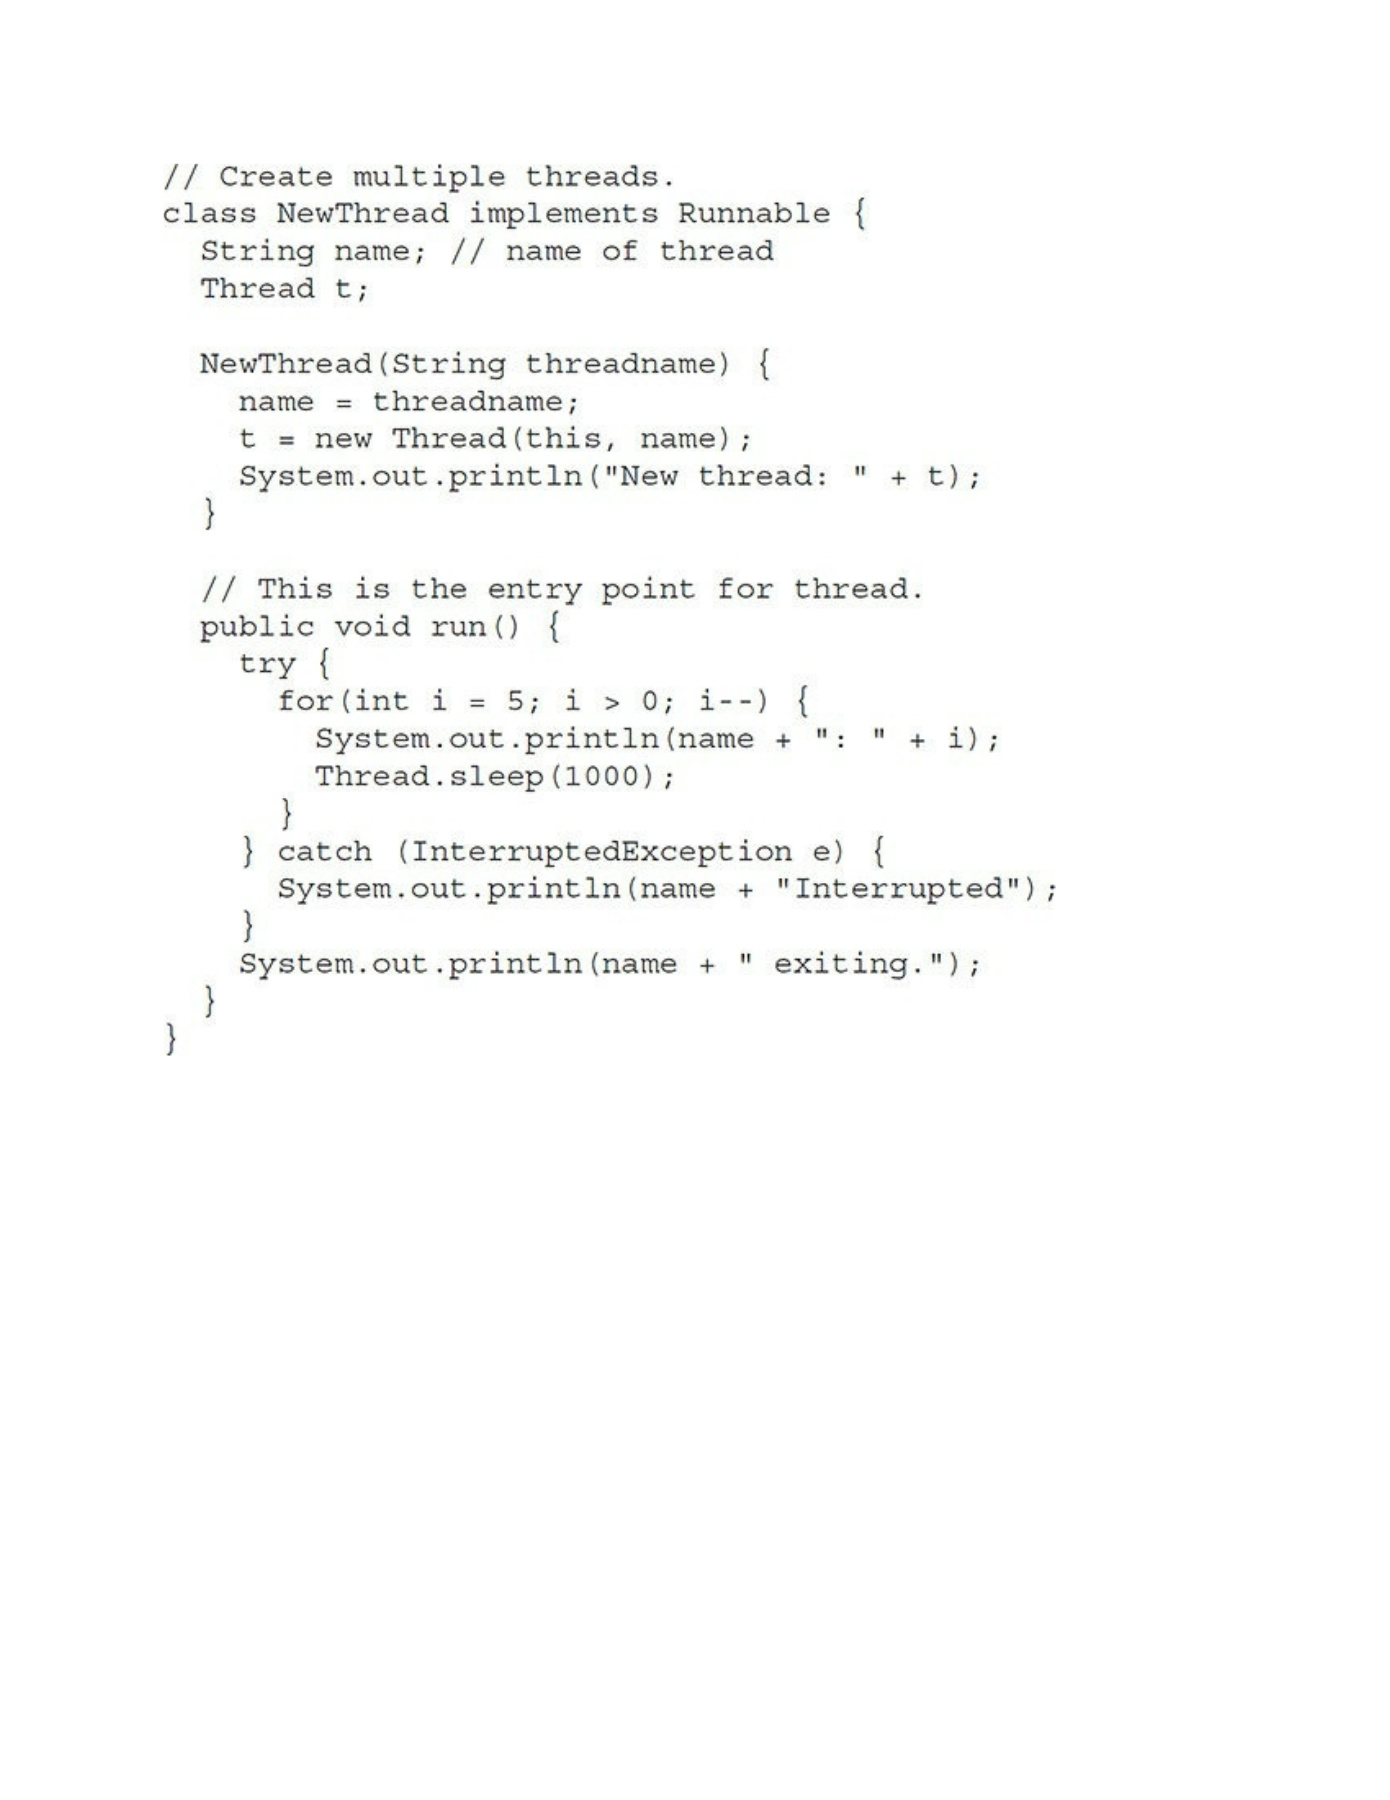 // Create multiple threads.
class NewThread implements Runnable {
  String name; // name of thread
  Thread t;

  NewThread(String threadname) {
    name = threadname;
    t = new Thread(this, name);
    System.out.println("New thread: " + t);
  }

  // This is the entry point for thread.
  public void run() {
    try {
      for(int i = 5; i > 0; i--) {
        System.out.println(name + ": " + i);
        Thread.sleep(1000);
      }
    } catch (InterruptedException e) {
      System.out.println(name + "Interrupted");
    }
    System.out.println(name + " exiting.");
  }
}